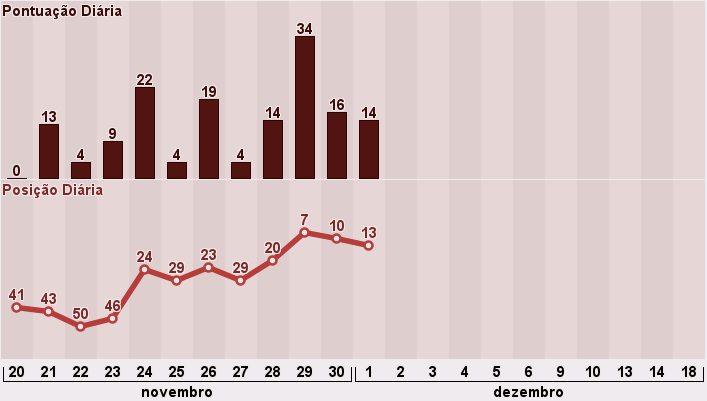 Pontuação Diária
0 13 4 9 22 4 19 4 14 34 16 14
Posição Diária
41 43 50 46 24 29 23 29 20 7 10 13
20 21 22 23 24 25 26 27 28 29 30 1 2 3 4 5 6 9 10 13 14 18
novembro dezembro